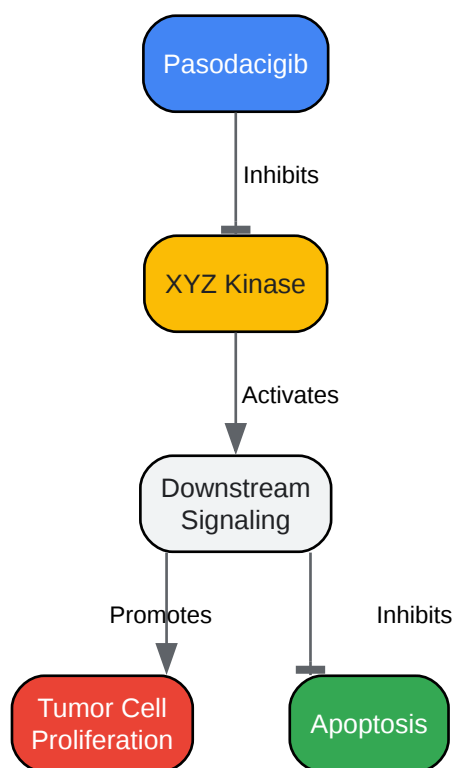 Pasodacigib
Inhibits
XYZ Kinase
Activates
Downstream
Signaling
Promotes
Inhibits
Tumor Cell
Proliferation
Apoptosis